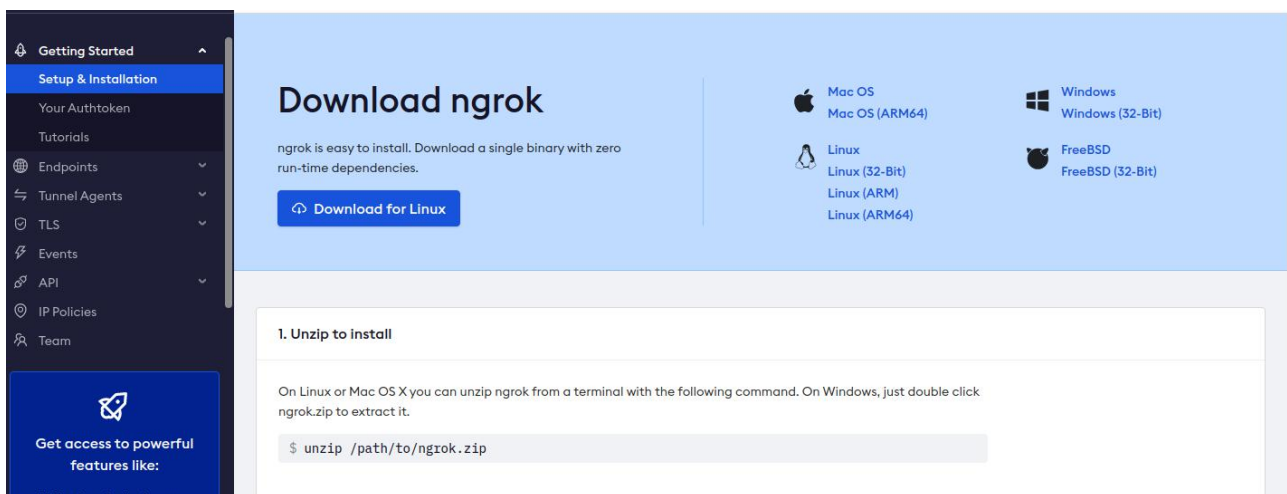 Getting Started
Setup & Installation
Your Authtoken
Tutorials
Endpoints
Tunnel Agents
TLS
Events
API
IP Policies
Team
Get access to powerful
features like:
Download ngrok
ngrok is easy to install. Download a single binary with zero
run-time dependencies.
Download for Linux
Mac OS
Mac OS (ARM64)
Linux
Linux (32-Bit)
Linux (ARM)
Linux (ARM64)
Windows
Windows (32-Bit)
FreeBSD
FreeBSD (32-Bit)
1. Unzip to install
On Linux or Mac OS X you can unzip ngrok from a terminal with the following command. On Windows, just double click
ngrok.zip to extract it.
$ unzip /path/to/ngrok.zip